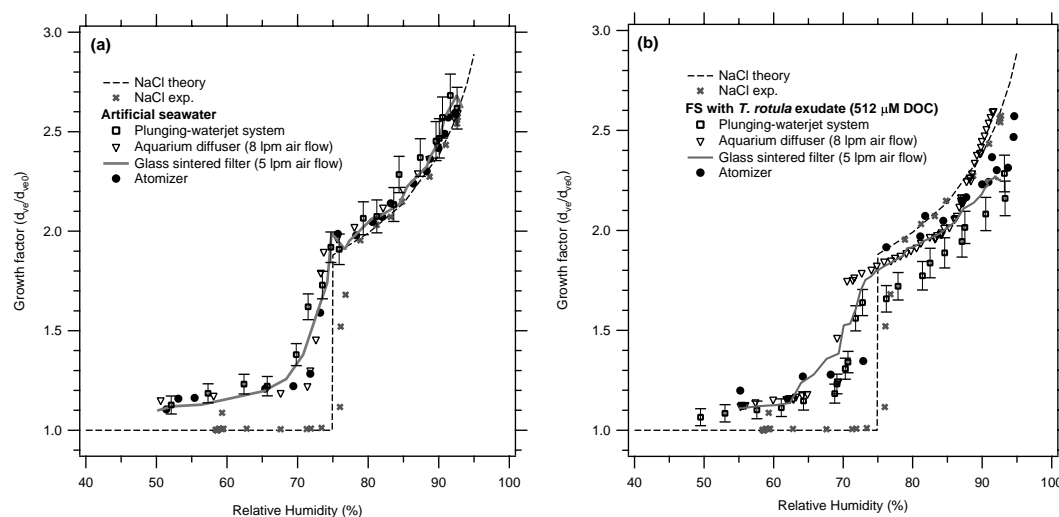 (a)
NaCl theory
NaCl exp.
Artificial seawater
Plunging-waterjet system
Aquarium diffuser (8 lpm air flow)
Glass sintered filter (5 lpm air flow)
Atomizer
Growth factor (d_ve/d_ve0)
3.0
2.5
2.0
1.5
1.0
40 50 60 70 80 90 100
Relative Humidity (%)
(b)
NaCl theory
NaCl exp.
FS with T. rotula exudate (512 μM DOC)
Plunging-waterjet system
Aquarium diffuser (8 lpm air flow)
Glass sintered filter (5 lpm air flow)
Atomizer
Growth factor (d_ve/d_ve0)
3.0
2.5
2.0
1.5
1.0
40 50 60 70 80 90 100
Relative Humidity (%)